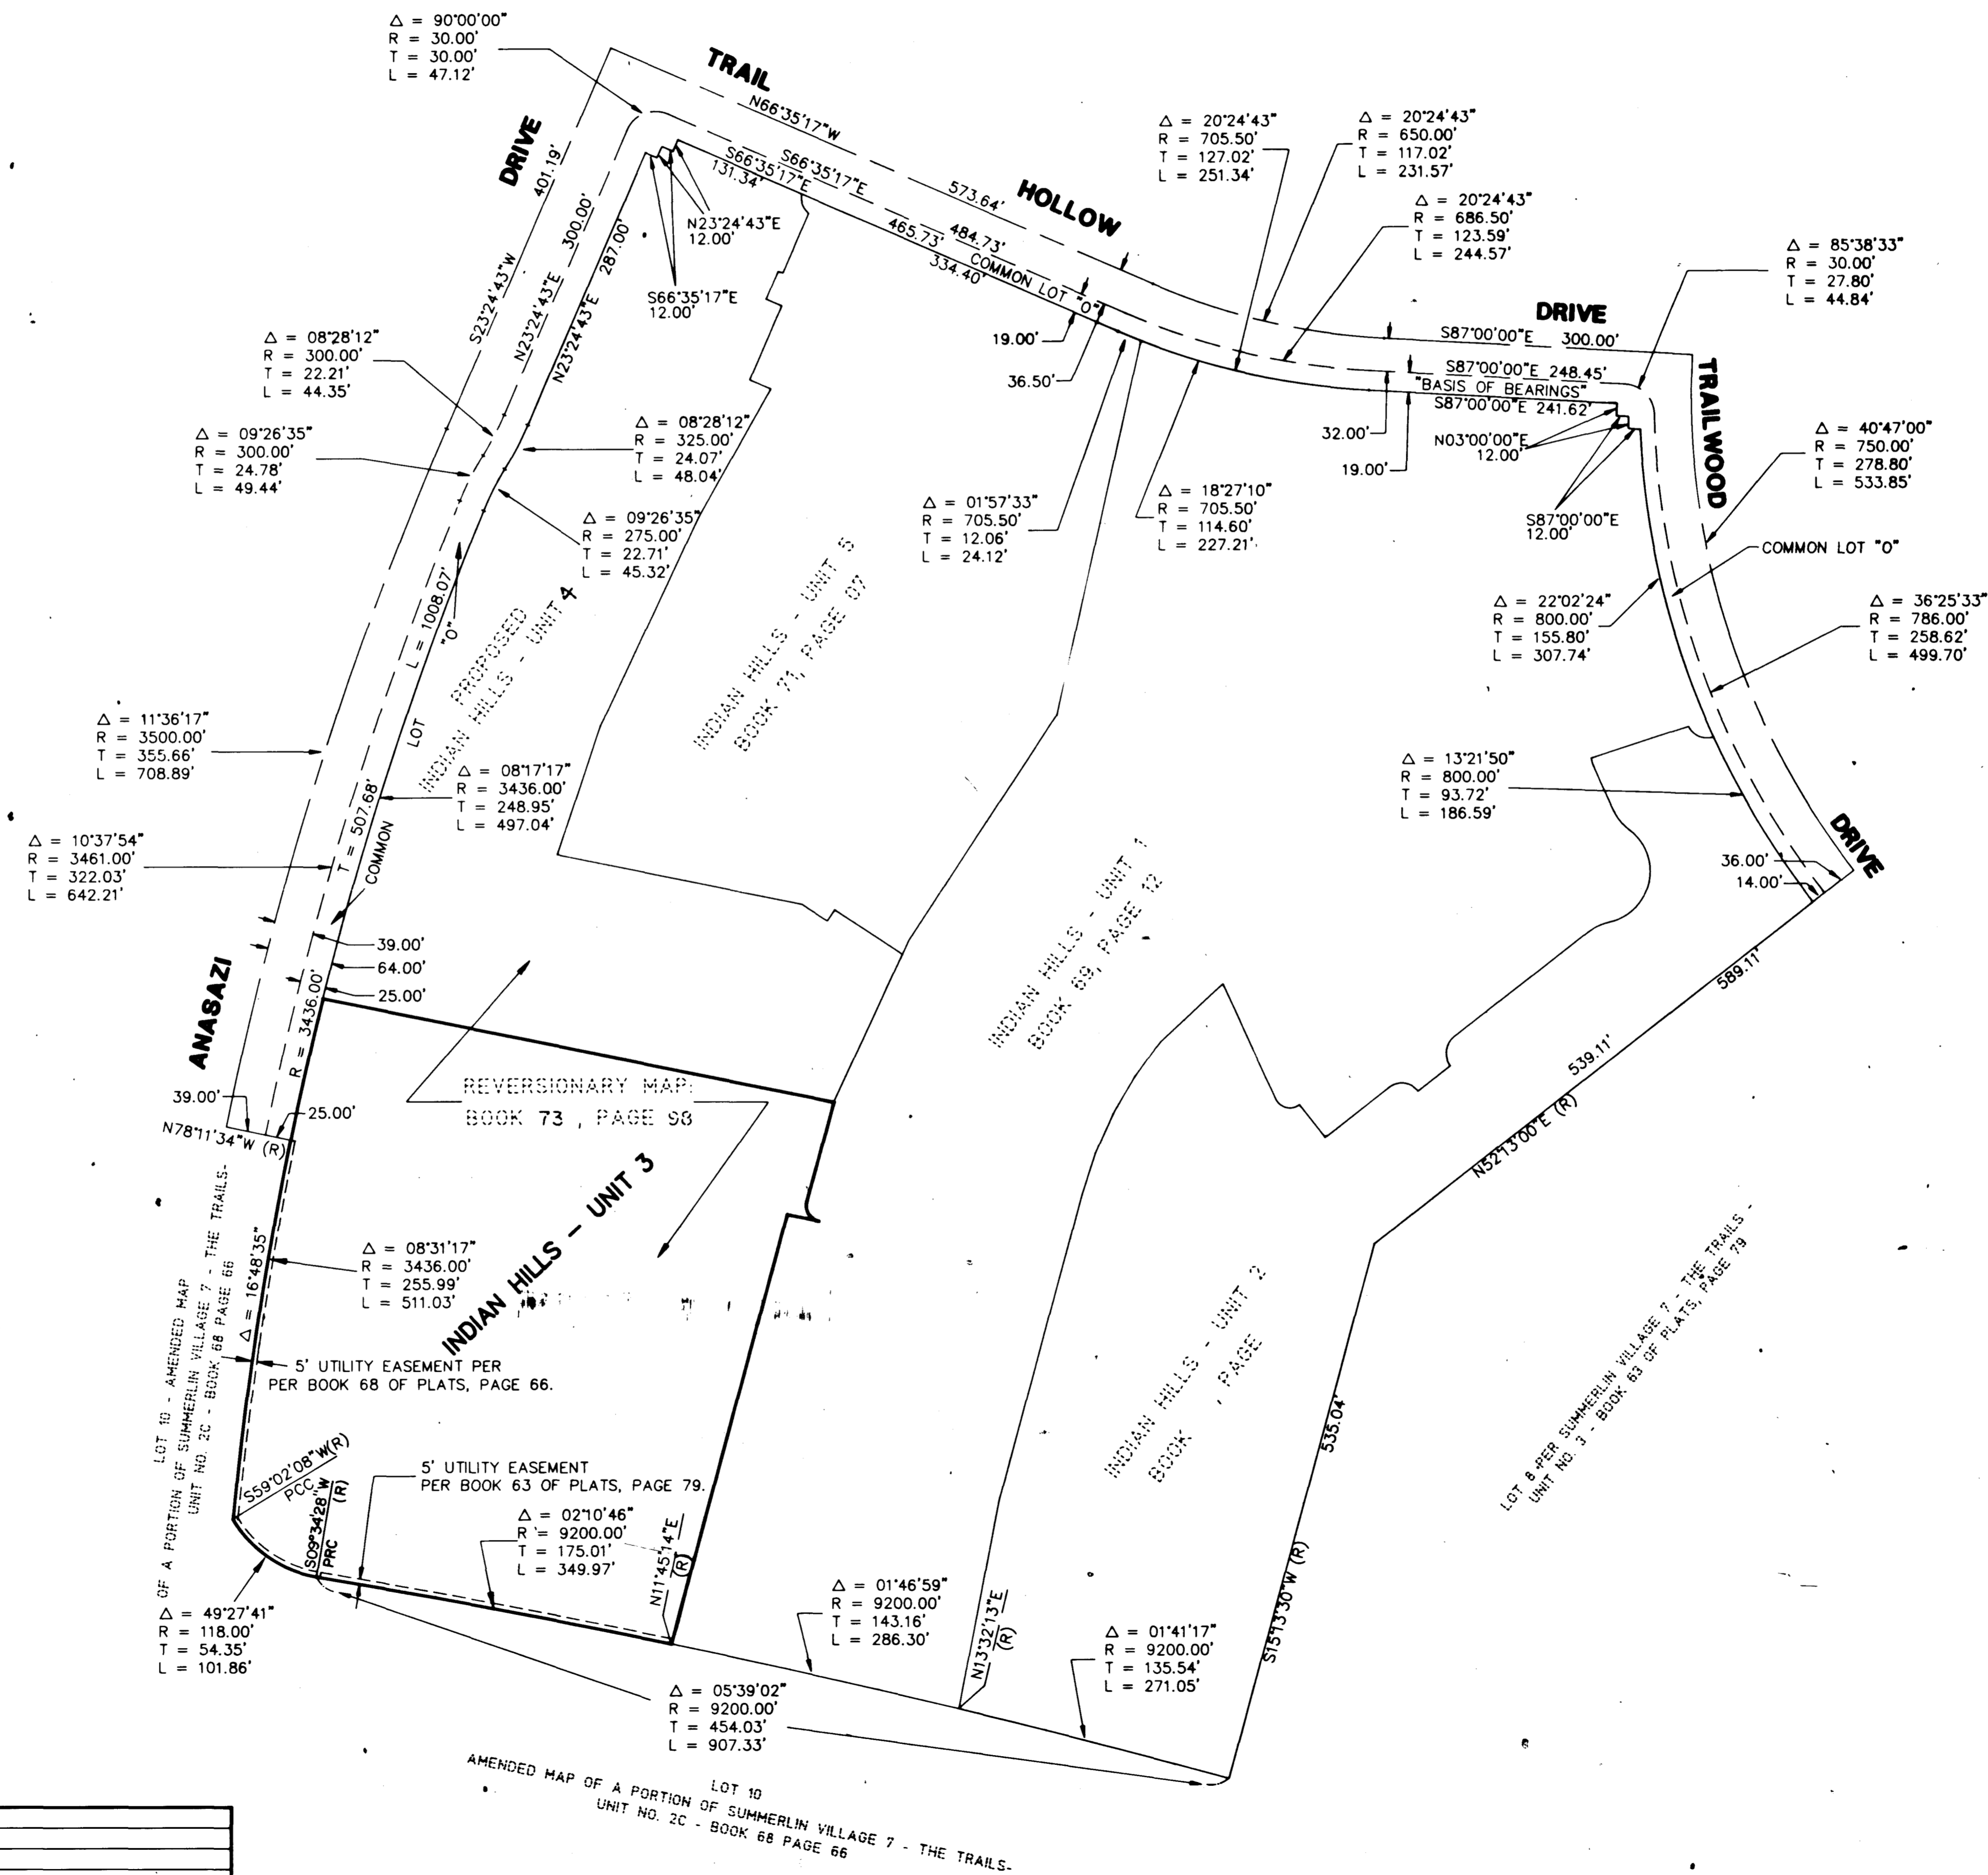 Δ = 90°00'00"
R = 30.00'
T = 30.00'
L = 47.12'
TRAIL
N66°35'17"W
DRIVE
401.19'
S23°24'43"W
S66°35'17"E
S66°35'17"E
131.34'
573.64'
HOLLOW
484.73'
465.73'
COMMON LOT "O"
334.40'
N23°24'43"E
12.00'
S66°35'17"E
12.00'
300.00'
N23°24'43"E
287.00'
N23°24'43"E
Δ = 20°24'43"
R = 705.50'
T = 127.02'
L = 251.34'
Δ = 20°24'43"
R = 650.00'
T = 117.02'
L = 231.57'
Δ = 20°24'43"
R = 686.50'
T = 123.59'
L = 244.57'
Δ = 85°38'33"
R = 30.00'
T = 27.80'
L = 44.84'
DRIVE
S87°00'00"E 300.00'
S87°00'00"E 248.45'
"BASIS OF BEARINGS"
S87°00'00"E 241.62'
19.00'
36.50'
32.00'
19.00'
N03°00'00"E
12.00'
S87°00'00"E
12.00'
TRAILWOOD
Δ = 40°47'00"
R = 750.00'
T = 278.80'
L = 533.85'
COMMON LOT "O"
Δ = 08°28'12"
R = 300.00'
T = 22.21'
L = 44.35'
Δ = 09°26'35"
R = 300.00'
T = 24.78'
L = 49.44'
Δ = 08°28'12"
R = 325.00'
T = 24.07'
L = 48.04'
Δ = 09°26'35"
R = 275.00'
T = 22.71'
L = 45.32'
Δ = 01°57'33"
R = 705.50'
T = 12.06'
L = 24.12'
Δ = 18°27'10"
R = 705.50'
T = 114.60'
L = 227.21'
Δ = 22°02'24"
R = 800.00'
T = 155.80'
L = 307.74'
Δ = 36°25'33"
R = 786.00'
T = 258.62'
L = 499.70'
L = 1008.07'
"O"
LOT
PROPOSED
INDIAN HILLS - UNIT 4
INDIAN HILLS - UNIT 5
BOOK 71, PAGE 07
Δ = 11°36'17"
R = 3500.00'
T = 355.66'
L = 708.89'
Δ = 08°17'17"
R = 3436.00'
T = 248.95'
L = 497.04'
Δ = 13°21'50"
R = 800.00'
T = 93.72'
L = 186.59'
Δ = 10°37'54"
R = 3461.00'
T = 322.03'
L = 642.21'
T = 507.68'
COMMON
DRIVE
36.00'
14.00'
39.00'
64.00'
25.00'
R = 3436.00'
INDIAN HILLS - UNIT 1
BOOK 69, PAGE 12
589.11'
539.11'
N52°13'00"E (R)
ANASAZI
39.00'
25.00'
N78°11'34"W (R)
REVERSIONARY MAP:
BOOK 73 , PAGE 98
INDIAN HILLS - UNIT 3
LOT 10 - AMENDED MAP
OF A PORTION OF SUMMERLIN VILLAGE 7 - THE TRAILS-
UNIT NO. 2C - BOOK 68 PAGE 66
Δ = 16°48'35"
Δ = 08°31'17"
R = 3436.00'
T = 255.99'
L = 511.03'
5' UTILITY EASEMENT PER
PER BOOK 68 OF PLATS, PAGE 66.
INDIAN HILLS - UNIT 2
BOOK , PAGE
535.04'
S15°13'30"W (R)
LOT 8 PER SUMMERLIN VILLAGE 7 - THE TRAILS -
UNIT NO. 3 - BOOK 63 OF PLATS, PAGE 79
S59°02'08"W(R)
PCC
S09°34'28"W
(R)
PRC
5' UTILITY EASEMENT
PER BOOK 63 OF PLATS, PAGE 79.
Δ = 02°10'46"
R = 9200.00'
T = 175.01'
L = 349.97'
N11°45'14"E
(R)
Δ = 49°27'41"
R = 118.00'
T = 54.35'
L = 101.86'
Δ = 01°46'59"
R = 9200.00'
T = 143.16'
L = 286.30'
N13°32'13"E
(R)
Δ = 01°41'17"
R = 9200.00'
T = 135.54'
L = 271.05'
Δ = 05°39'02"
R = 9200.00'
T = 454.03'
L = 907.33'
LOT 10
AMENDED MAP OF A PORTION OF SUMMERLIN VILLAGE 7 - THE TRAILS-
UNIT NO. 2C - BOOK 68 PAGE 66